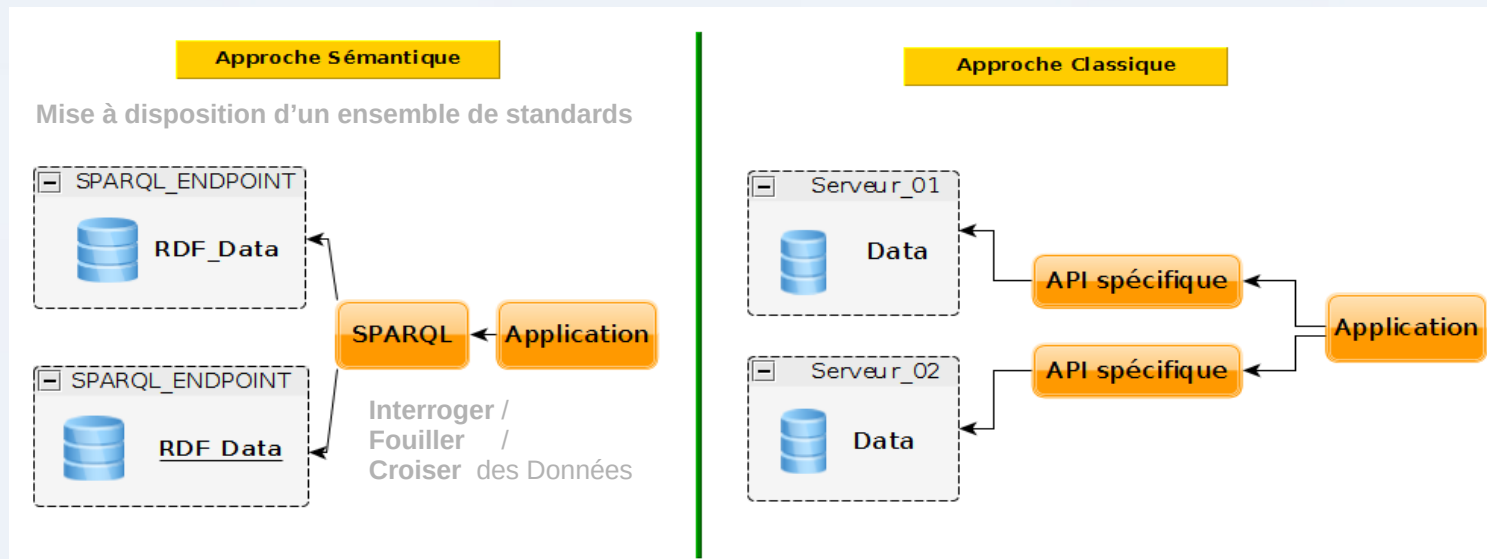 Approche Sémantique
Mise à disposition d’un ensemble de standards
SPARQL_ENDPOINT
RDF_Data
SPARQL
Application
SPARQL_ENDPOINT
RDF_Data
Interroger /
Fouiller /
Croiser des Données
Approche Classique
Serveur_01
Data
API spécifique
Application
API spécifique
Serveur_02
Data